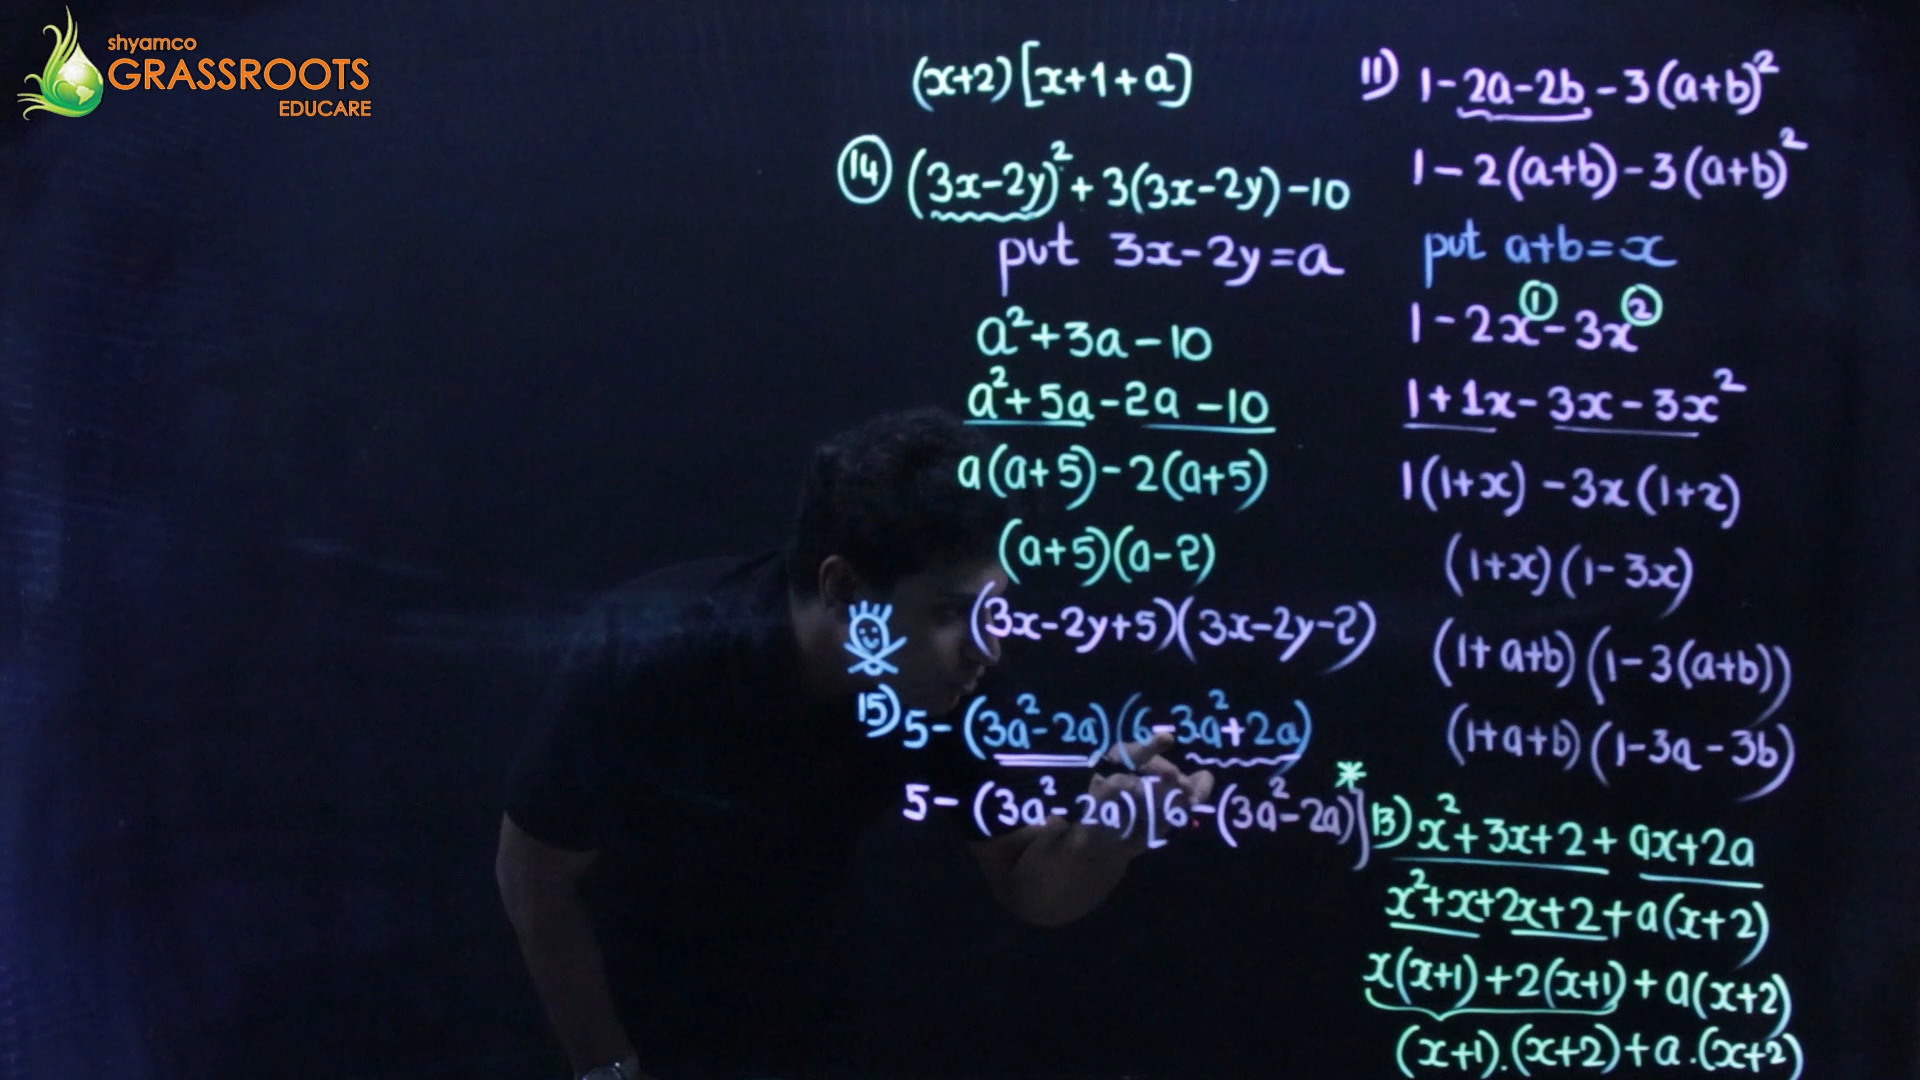 shyamco
GRASSROOTS
EDUCARE
(x+2)[x+1+a]
14 (3x-2y)²+3(3x-2y)-10
put 3x-2y=a
a²+3a-10
a²+5a-2a-10
a(a+5)-2(a+5)
(a+5)(a-2)
(3x-2y+5)(3x-2y-2)
15) 5-(3a²-2a)(6-3a²+2a)
5-(3a²-2a)[6-(3a²-2a)] *
11) 1-2a-2b-3(a+b)²
1-2(a+b)-3(a+b)²
put a+b=x
1-2x¹-3x²
1+1x-3x-3x²
1(1+x)-3x(1+x)
(1+x)(1-3x)
(1+a+b)(1-3(a+b))
(1+a+b)(1-3a-3b)
13) x²+3x+2+ax+2a
x²+x+2x+2+a(x+2)
x(x+1)+2(x+1)+a(x+2)
(x+1).(x+2)+a.(x+2)